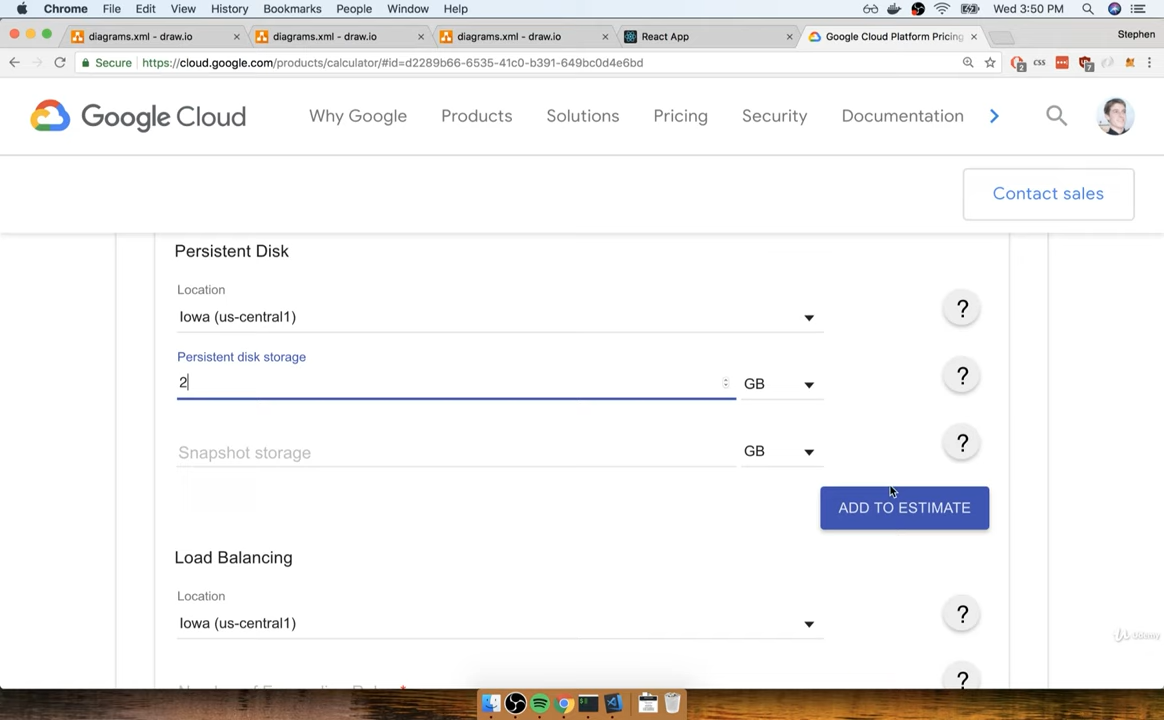 Chrome File Edit View History Bookmarks People Window Help Wed 3:50 PM
diagrams.xml - draw.io diagrams.xml - draw.io diagrams.xml - draw.io React App Google Cloud Platform Pricing Stephen
Secure https://cloud.google.com/products/calculator/#id=d2289b66-6535-41c0-b391-649bc0d4e6bd
Google Cloud Why Google Products Solutions Pricing Security Documentation
Contact sales
Persistent Disk
Location
Iowa (us-central1) ?
Persistent disk storage
2 GB ?
Snapshot storage GB ?
ADD TO ESTIMATE
Load Balancing
Location
Iowa (us-central1) ?
?
Udemy